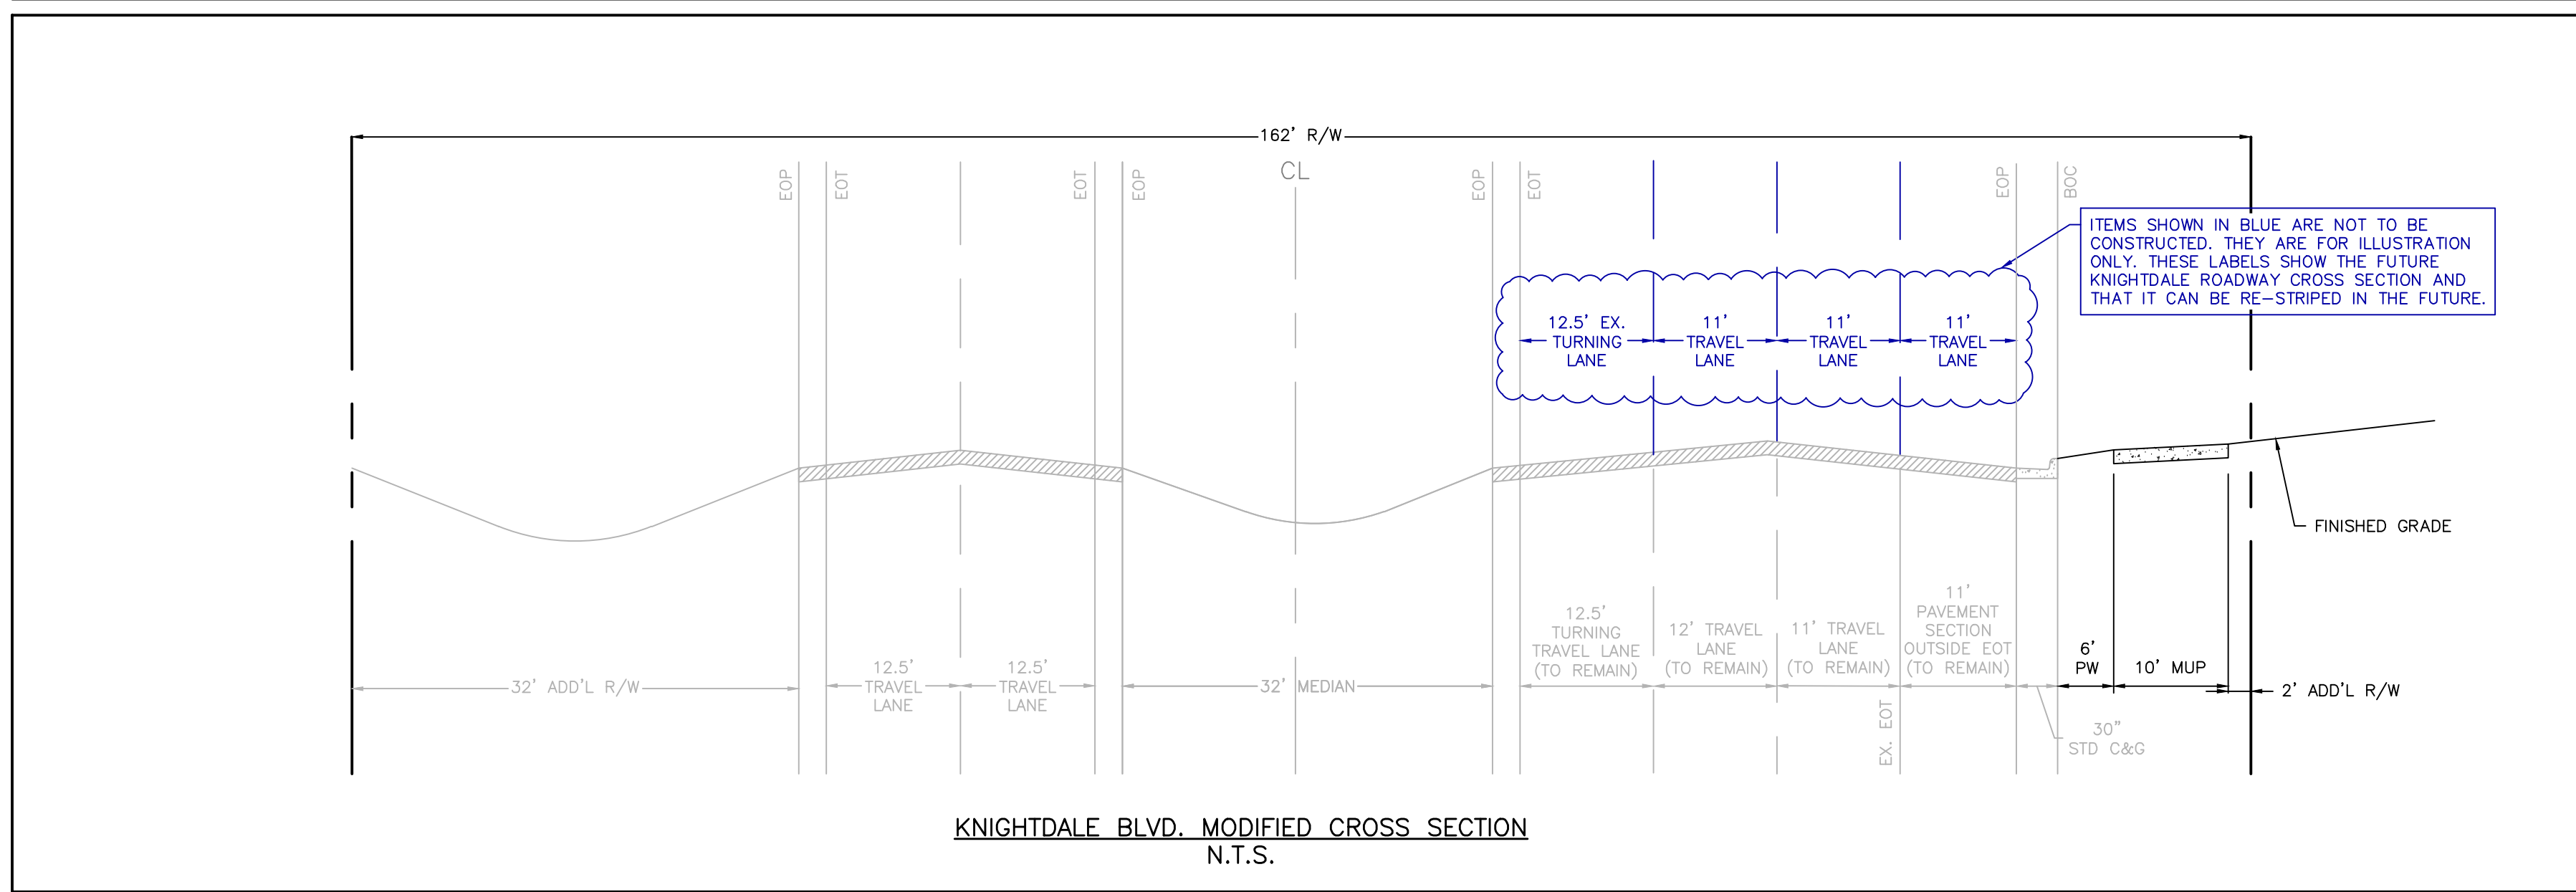 162' R/W
EOP
EOT
EOT
EOP
CL
EOP
EOT
EOP
BOC
ITEMS SHOWN IN BLUE ARE NOT TO BE
CONSTRUCTED. THEY ARE FOR ILLUSTRATION
ONLY. THESE LABELS SHOW THE FUTURE
KNIGHTDALE ROADWAY CROSS SECTION AND
THAT IT CAN BE RE-STRIPED IN THE FUTURE.
12.5' EX.
TURNING
LANE
11'
TRAVEL
LANE
11'
TRAVEL
LANE
11'
TRAVEL
LANE
FINISHED GRADE
32' ADD'L R/W
12.5'
TRAVEL
LANE
12.5'
TRAVEL
LANE
32' MEDIAN
12.5'
TURNING
TRAVEL LANE
(TO REMAIN)
12' TRAVEL
LANE
(TO REMAIN)
11' TRAVEL
LANE
(TO REMAIN)
11'
PAVEMENT
SECTION
OUTSIDE EOT
(TO REMAIN)
6'
PW
10' MUP
2' ADD'L R/W
EX. EOT
30"
STD C&G
KNIGHTDALE BLVD. MODIFIED CROSS SECTION
N.T.S.